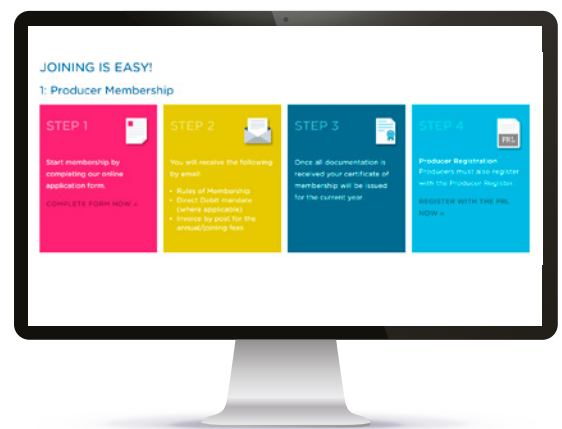 JOINING IS EASY!
1: Producer Membership
STEP 1
Start membership by
completing our online
application form.
COMPLETE FORM NOW »
STEP 2
You will receive the following
by email:
• Rules of Membership
• Direct Debit mandate
(where applicable)
• Invoice by post for the
annual/joining fees
STEP 3
Once all documentation is
received your certificate of
membership will be issued
for the current year
STEP 4
PRL
Producer Registration
Producers must also register
with the Producer Register.
REGISTER WITH THE PRL
NOW »